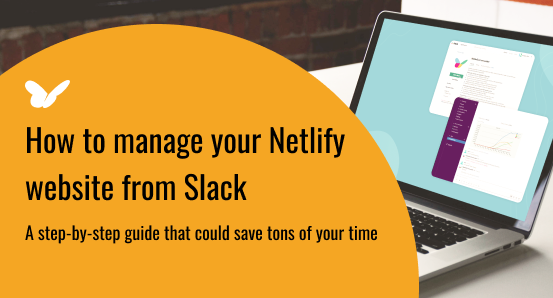 How to manage your Netlify
website from Slack
A step-by-step guide that could save tons of your time